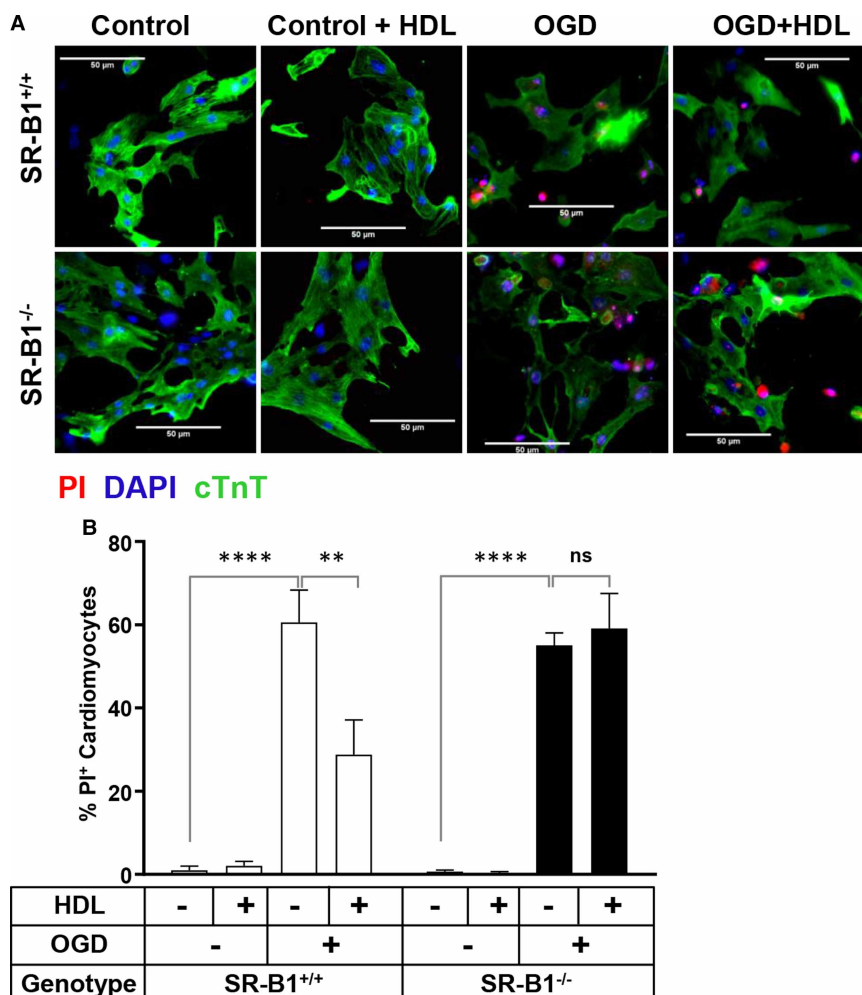 A
Control Control + HDL OGD OGD+HDL
SR-B1+/+
50 µm 50 µm 50 µm 50 µm
SR-B1-/-
50 µm 50 µm 50 µm 50 µm
PI DAPI cTnT
B
% PI+ Cardiomyocytes
80
60
40
20
0
**** ** **** ns
HDL - + - + - + - +
OGD - + - +
Genotype SR-B1+/+ SR-B1-/-